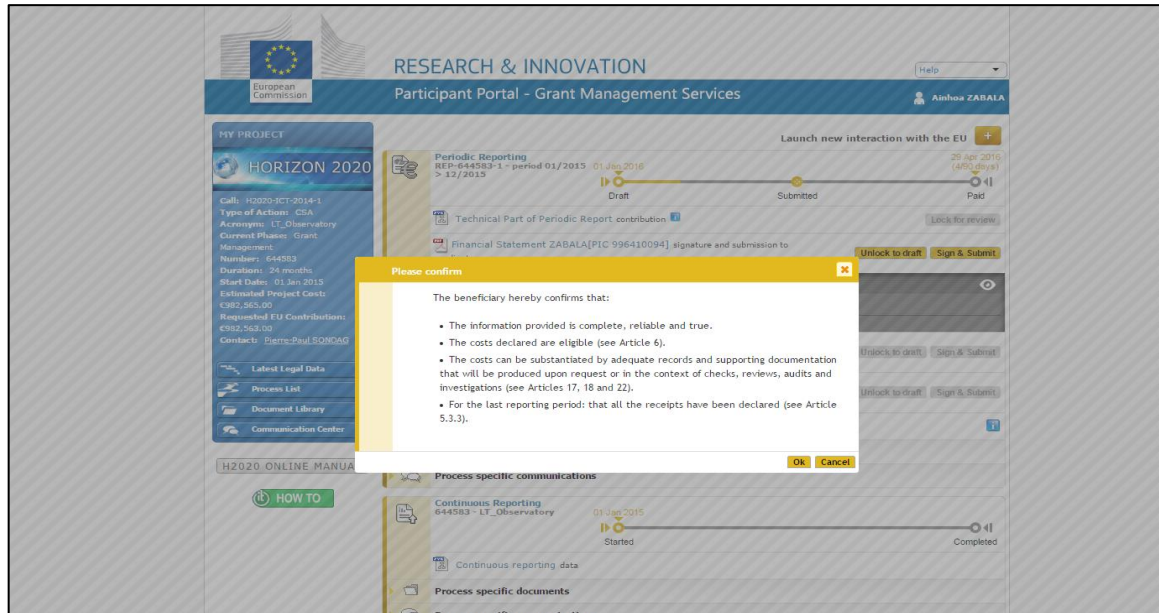 European
Commission
RESEARCH & INNOVATION
Participant Portal - Grant Management Services
Help
Ainhoa ZABALA
MY PROJECT
HORIZON 2020
Call: H2020-ICT-2014-1
Type of Action: CSA
Acronym: LT_Observatory
Current Phase: Grant
Management
Number: 644583
Duration: 24 months
Start Date: 01 Jan 2015
Estimated Project Cost:
€982,565.00
Requested EU Contribution:
€982,563.00
Contact: Pierre-Paul SONDAG
Latest Legal Data
Process List
Document Library
Communication Center
H2020 ONLINE MANUA
HOW TO
Launch new interaction with the EU +
Periodic Reporting
REP-644583-1 - period 01/2015
> 12/2015
01 Jan 2016
29 Apr 2016
(4/90 days)
Draft
Submitted
Paid
Technical Part of Periodic Report contribution
Lock for review
Financial Statement ZABALA[PIC 996410094] signature and submission to
Unlock to draft
Sign & Submit
Please confirm
The beneficiary hereby confirms that:
• The information provided is complete, reliable and true.
• The costs declared are eligible (see Article 6).
• The costs can be substantiated by adequate records and supporting documentation
that will be produced upon request or in the context of checks, reviews, audits and
investigations (see Articles 17, 18 and 22).
• For the last reporting period: that all the receipts have been declared (see Article
5.3.3).
Ok
Cancel
Unlock to draft
Sign & Submit
Unlock to draft
Sign & Submit
Process specific communications
Continuous Reporting
644583 - LT_Observatory
01 Jan 2015
Started
Completed
Continuous reporting data
Process specific documents